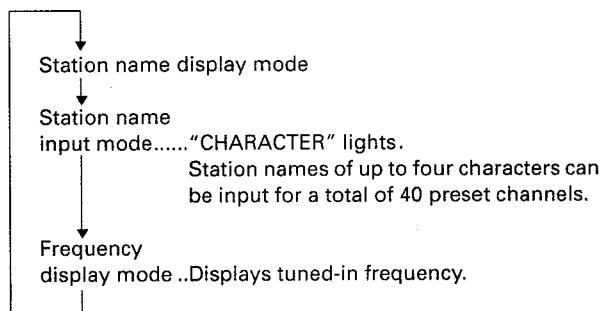 Station name display mode
Station name
input mode......“CHARACTER” lights.
Station names of up to four characters can
be input for a total of 40 preset channels.
Frequency
display mode ..Displays tuned-in frequency.